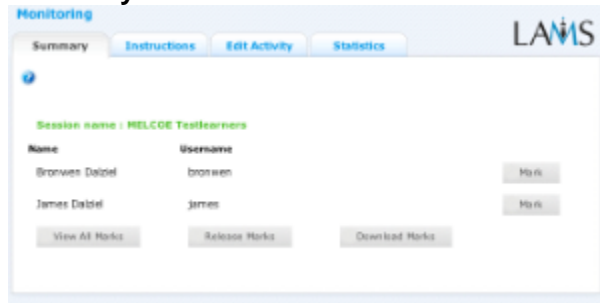 Monitoring
LAMS
Summary Instructions Edit Activity Statistics
Session name : MELCOE Testlearners
Name Username
Bronwen Dalziel bronwen Mark
James Dalziel james Mark
View All Marks Release Marks Download Marks